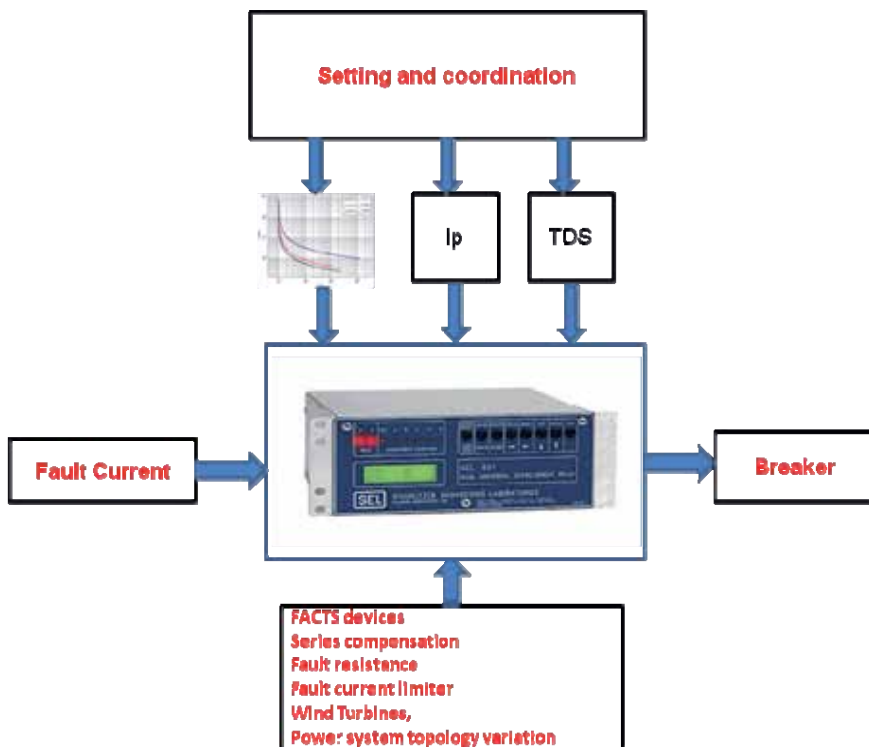 Setting and coordination
Ip
TDS
Fault Current
SEL
Breaker
FACTS devices
Series compensation
Fault resistance
Fault current limiter
Wind Turbines,
Power system topology variation